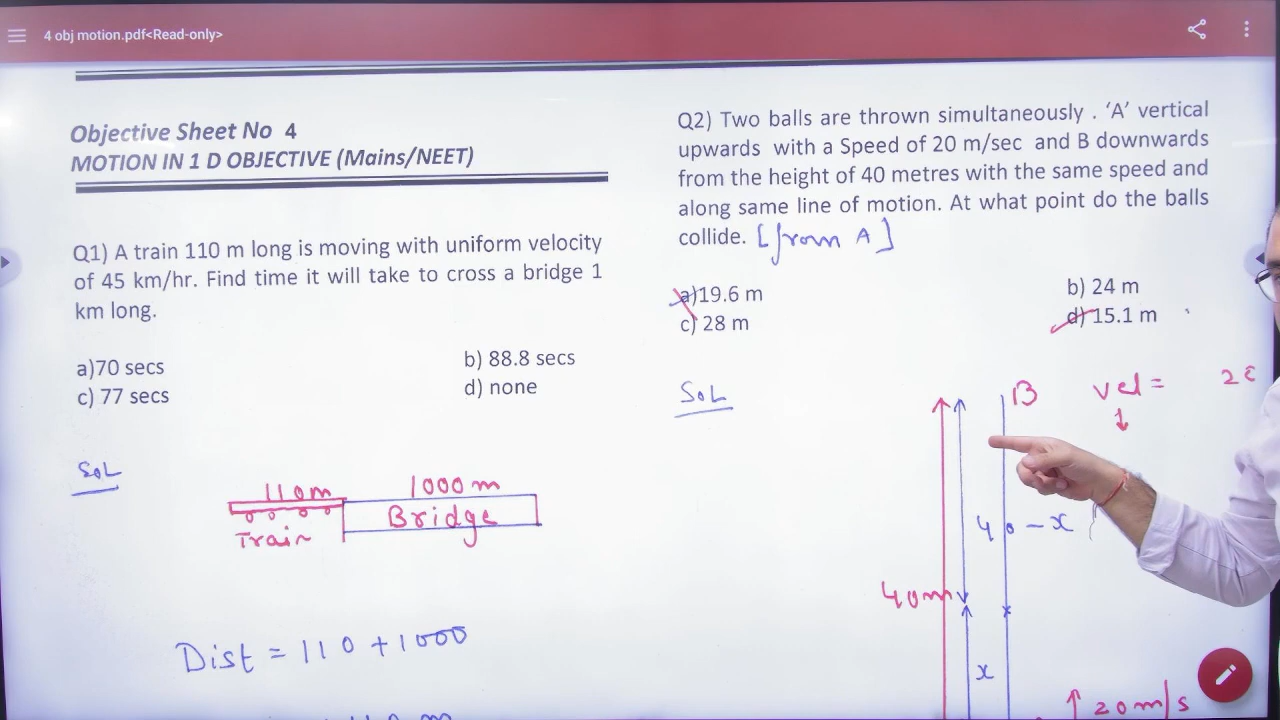 4 obj motion.pdf<Read-only>
Objective Sheet No 4
MOTION IN 1 D OBJECTIVE (Mains/NEET)
Q1) A train 110 m long is moving with uniform velocity
of 45 km/hr. Find time it will take to cross a bridge 1
km long.
a)70 secs
b) 88.8 secs
c) 77 secs
d) none
SOL
110m
1000 m
Bridge
Train
Dist = 110 + 1000
Q2) Two balls are thrown simultaneously . ‘A’ vertical
upwards with a Speed of 20 m/sec and B downwards
from the height of 40 metres with the same speed and
along same line of motion. At what point do the balls
collide. [from A]
a)19.6 m
b) 24 m
c) 28 m
d) 15.1 m
SOL
B
vel =
40-x
40m
x
20m/s